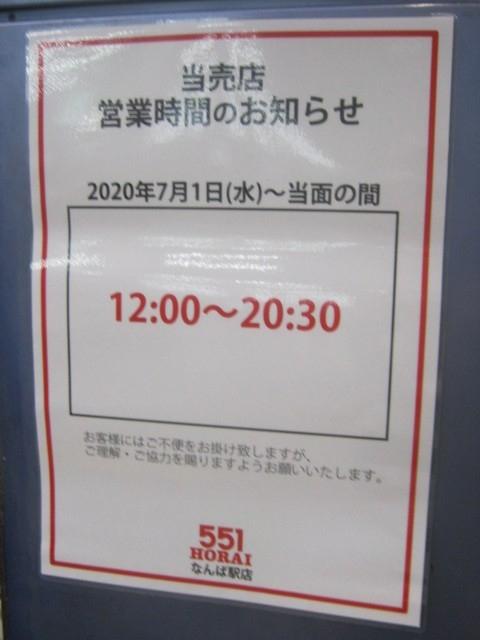 当売店
営業時間のお知らせ
2020年7月1日(水)～当面の間
12:00～20:30
お客様にはご不便をお掛け致しますが、
ご理解・ご協力を賜りますようお願いいたします。
551
HORAI
なんば駅店